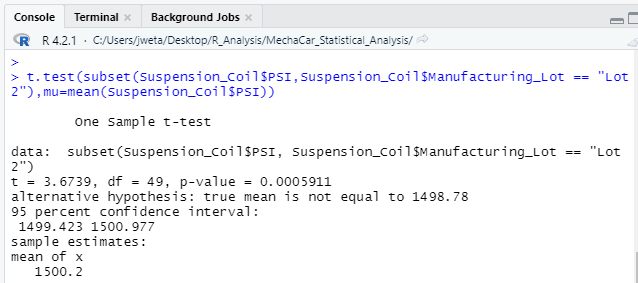 Console Terminal × Background Jobs ×
R 4.2.1 · C:/Users/jweta/Desktop/R_Analysis/MechaCar_Statistical_Analysis/
>
> t.test(subset(Suspension_Coil$PSI,Suspension_Coil$Manufacturing_Lot == "Lot
2"),mu=mean(Suspension_Coil$PSI))
One Sample t-test
data:  subset(Suspension_Coil$PSI, Suspension_Coil$Manufacturing_Lot == "Lot
2")
t = 3.6739, df = 49, p-value = 0.0005911
alternative hypothesis: true mean is not equal to 1498.78
95 percent confidence interval:
1499.423 1500.977
sample estimates:
mean of x
1500.2